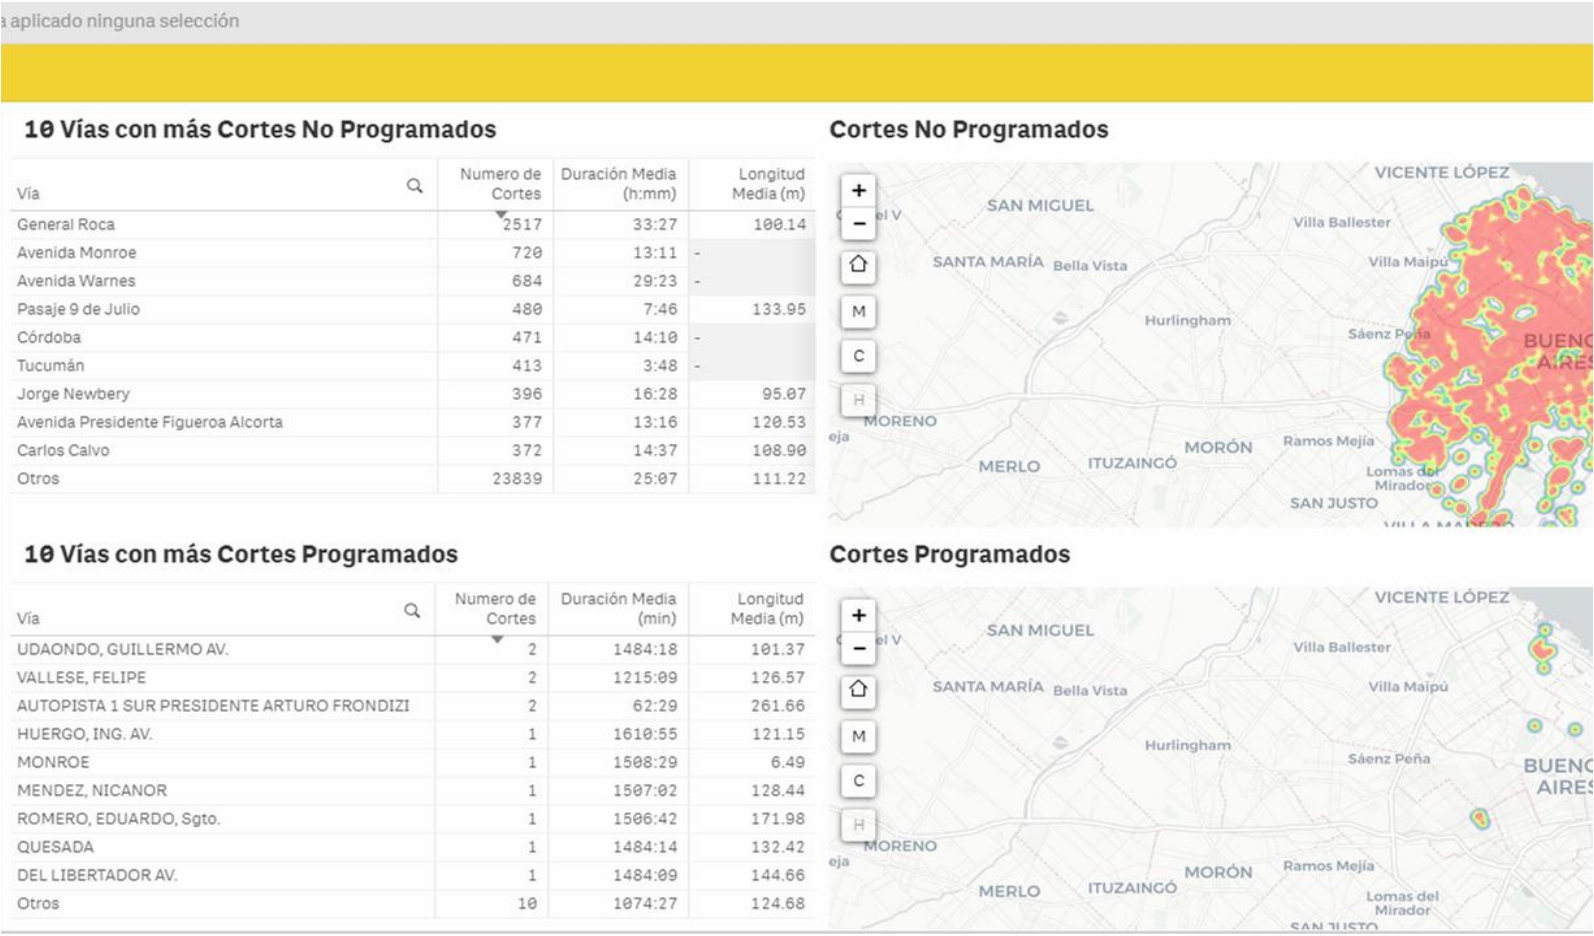 aplicado ninguna selección
10 Vías con más Cortes No Programados
Vía
Numero de Cortes
Duración Media (h:mm)
Longitud Media (m)
General Roca 2517 33:27 100.14
Avenida Monroe 720 13:11 -
Avenida Warnes 684 29:23 -
Pasaje 9 de Julio 480 7:46 133.95
Córdoba 471 14:10 -
Tucumán 413 3:48 -
Jorge Newbery 396 16:28 95.07
Avenida Presidente Figueroa Alcorta 377 13:16 120.53
Carlos Calvo 372 14:37 108.90
Otros 23839 25:07 111.22
Cortes No Programados
+
−
M
C
H
VICENTE LÓPEZ
SAN MIGUEL
el V
Villa Ballester
SANTA MARÍA
Bella Vista
Villa Maipú
Hurlingham
Sáenz Peña
BUENO
AIRES
MORENO
eja
MORÓN
Ramos Mejía
MERLO
ITUZAINGÓ
Lomas del
Mirador
SAN JUSTO
VILLA MADERO
10 Vías con más Cortes Programados
Vía
Numero de Cortes
Duración Media (min)
Longitud Media (m)
UDAONDO, GUILLERMO AV. 2 1484:18 101.37
VALLESE, FELIPE 2 1215:09 126.57
AUTOPISTA 1 SUR PRESIDENTE ARTURO FRONDIZI 2 62:29 261.66
HUERGO, ING. AV. 1 1610:55 121.15
MONROE 1 1508:29 6.49
MENDEZ, NICANOR 1 1507:02 128.44
ROMERO, EDUARDO, Sgto. 1 1506:42 171.98
QUESADA 1 1484:14 132.42
DEL LIBERTADOR AV. 1 1484:09 144.66
Otros 10 1074:27 124.68
Cortes Programados
+
−
M
C
H
VICENTE LÓPEZ
SAN MIGUEL
el V
Villa Ballester
SANTA MARÍA
Bella Vista
Villa Maipú
Hurlingham
Sáenz Peña
BUENO
AIRES
MORENO
eja
MORÓN
Ramos Mejía
MERLO
ITUZAINGÓ
Lomas del
Mirador
SAN JUSTO